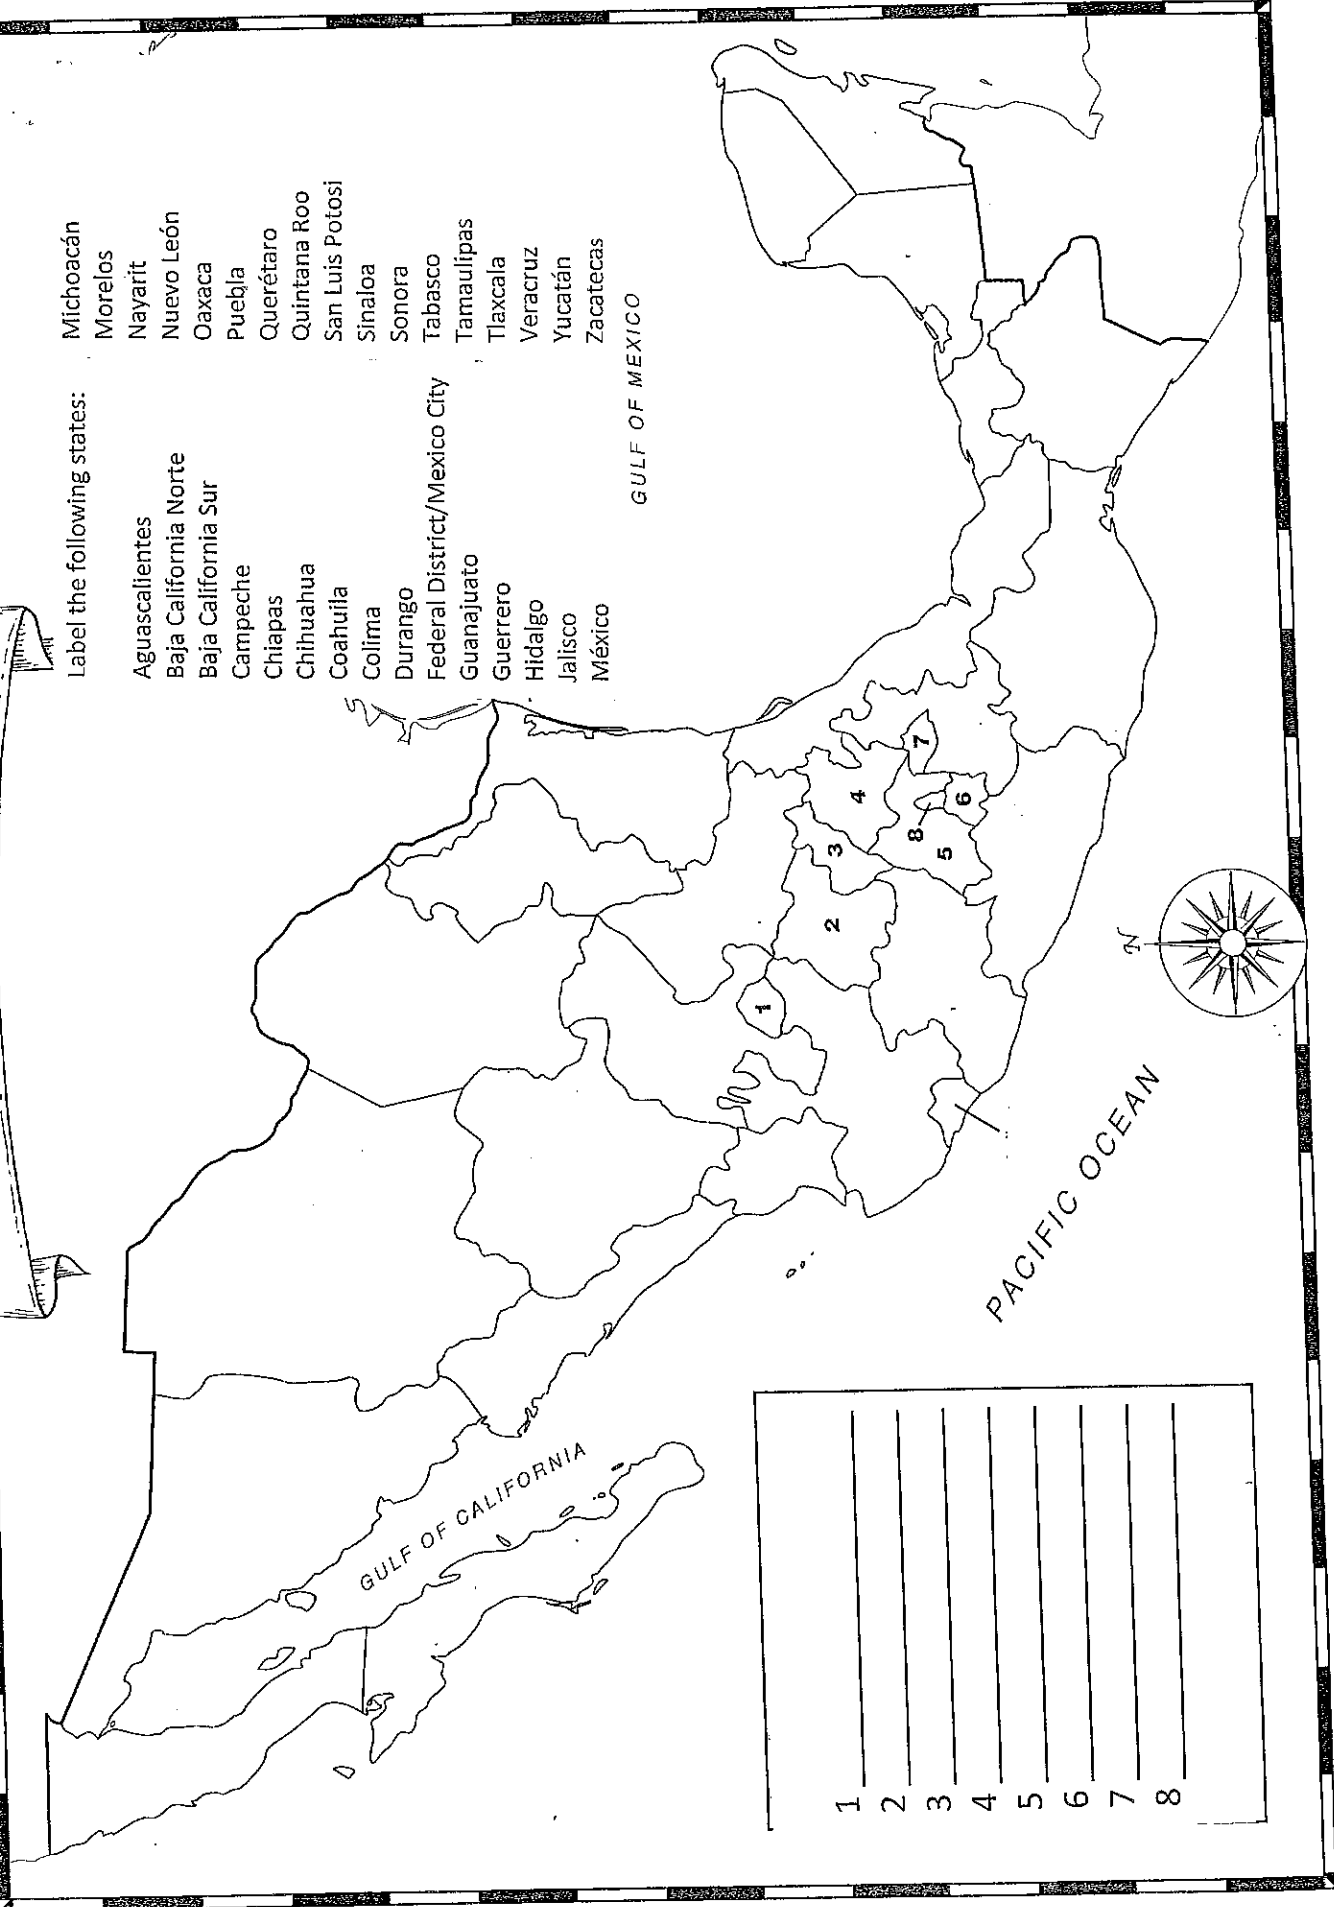 Label the following states:
Aguascalientes
Baja California Norte
Baja California Sur
Campeche
Chiapas
Chihuahua
Coahuila
Colima
Durango
Federal District/Mexico City
Guanajuato
Guerrero
Hidalgo
Jalisco
México
Michoacán
Morelos
Nayarit
Nuevo León
Oaxaca
Puebla
Querétaro
Quintana Roo
San Luis Potosi
Sinaloa
Sonora
Tabasco
Tamaulipas
Tlaxcala
Veracruz
Yucatán
Zacatecas
GULF OF MEXICO
GULF OF CALIFORNIA
PACIFIC OCEAN
N
1
2
3
4
5
6
7
8
1
2
3
4
5
6
7
8